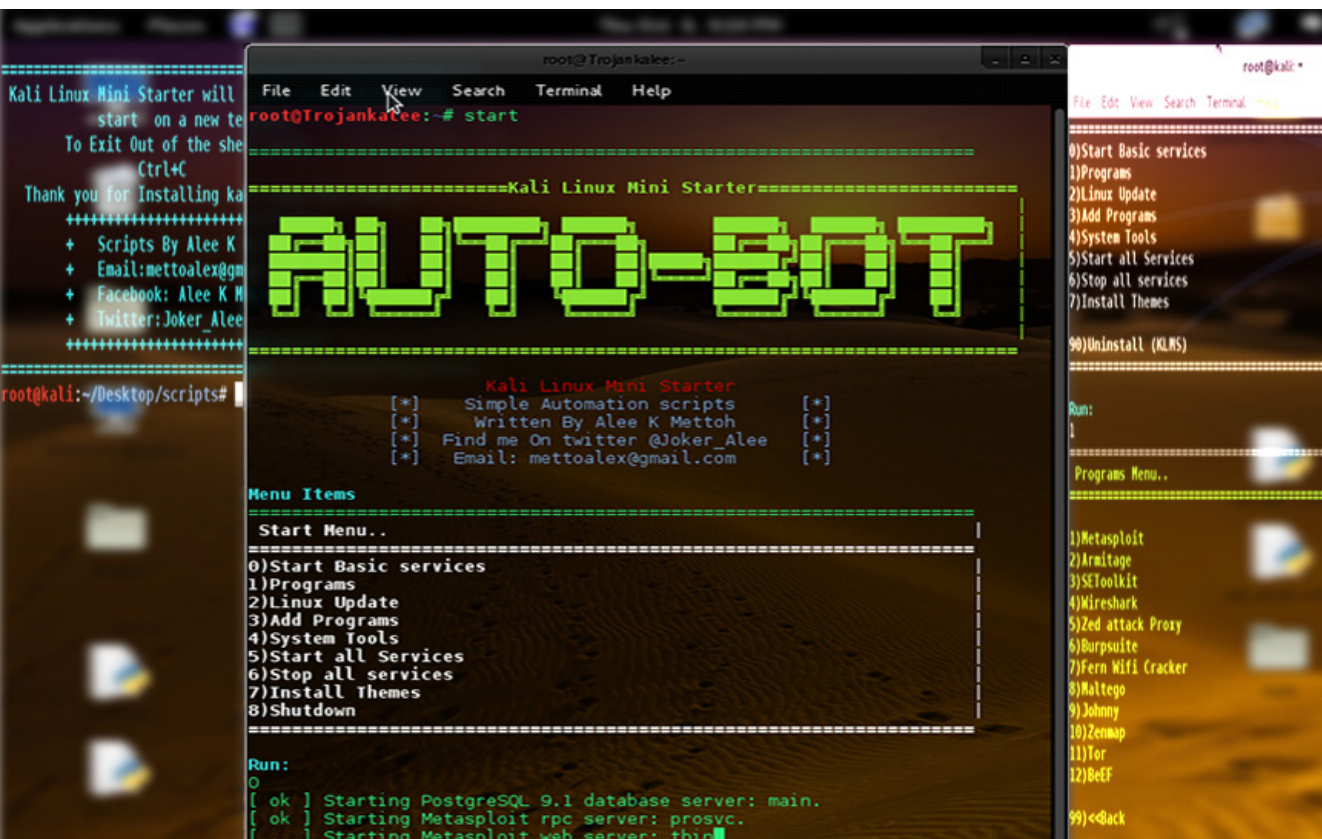 root@Trojankalee:~
File Edit View Search Terminal Help
root@Trojankalee:~# start
=Kali Linux Mini Starter=
AUTO-BOT
Kali Linux Mini Starter
[*] Simple Automation scripts [*]
[*] Written By Alee K Mettoh [*]
[*] Find me On twitter @Joker_Alee [*]
[*] Email: mettoalex@gmail.com [*]
Menu Items
Start Menu..
0)Start Basic services
1)Programs
2)Linux Update
3)Add Programs
4)System Tools
5)Start all Services
6)Stop all services
7)Install Themes
8)Shutdown
Run:
0
[ ok ] Starting PostgreSQL 9.1 database server: main.
[ ok ] Starting Metasploit rpc server: prosvc.
[ ] Starting Metasploit web server: thin
Kali Linux Mini Starter will
start on a new te
To Exit Out of the she
Ctrl+C
Thank you for Installing ka
+ Scripts By Alee K
+ Email:mettoalex@gm
+ Facebook: Alee K M
+ Twitter:Joker_Alee
root@kali:~/Desktop/scripts#
root@kali: ~
File Edit View Search Terminal Help
0)Start Basic services
1)Programs
2)Linux Update
3)Add Programs
4)System Tools
5)Start all Services
6)Stop all services
7)Install Themes
90)Uninstall (KLMS)
Run:
1
Programs Menu..
1)Metasploit
2)Armitage
3)SEToolkit
4)Wireshark
5)Zed attack Proxy
6)Burpsuite
7)Fern Wifi Cracker
8)Maltego
9)Johnny
10)Zenmap
11)Tor
12)BeEF
99)<<Back